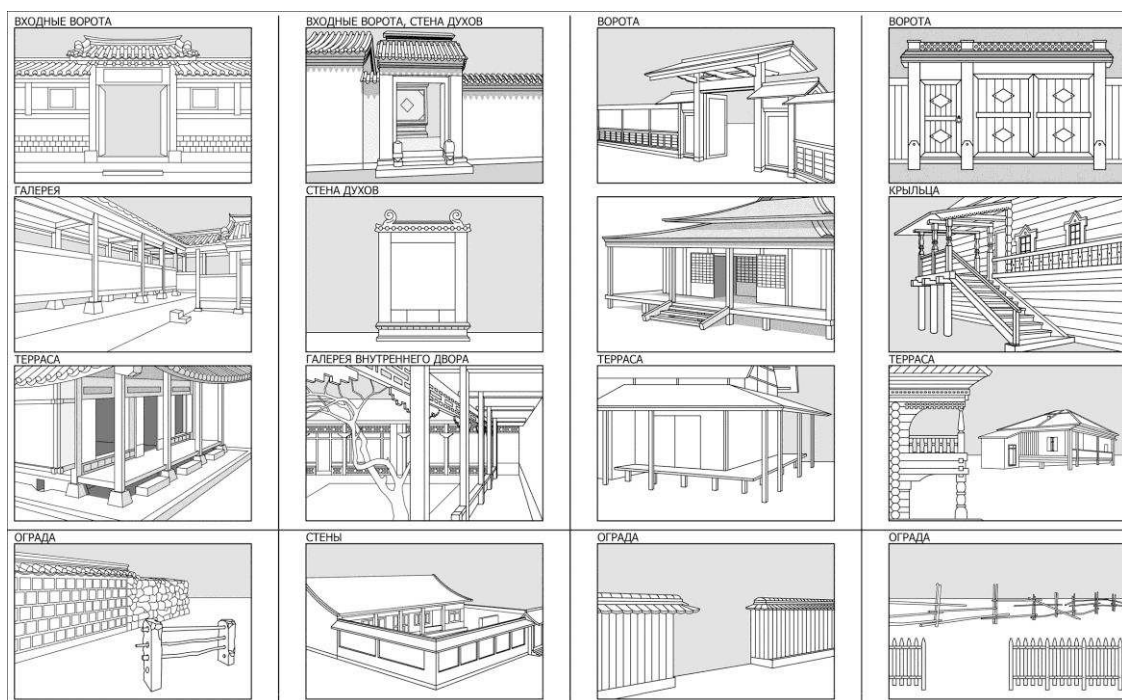 ВХОДНЫЕ ВОРОТА
ВХОДНЫЕ ВОРОТА, СТЕНА ДУХОВ
ВОРОТА
ВОРОТА
ГАЛЕРЕЯ
СТЕНА ДУХОВ
КРЫЛЬЦА
ТЕРРАСА
ГАЛЕРЕЯ ВНУТРЕННЕГО ДВОРА
ТЕРРАСА
ТЕРРАСА
ОГРАДА
СТЕНЫ
ОГРАДА
ОГРАДА